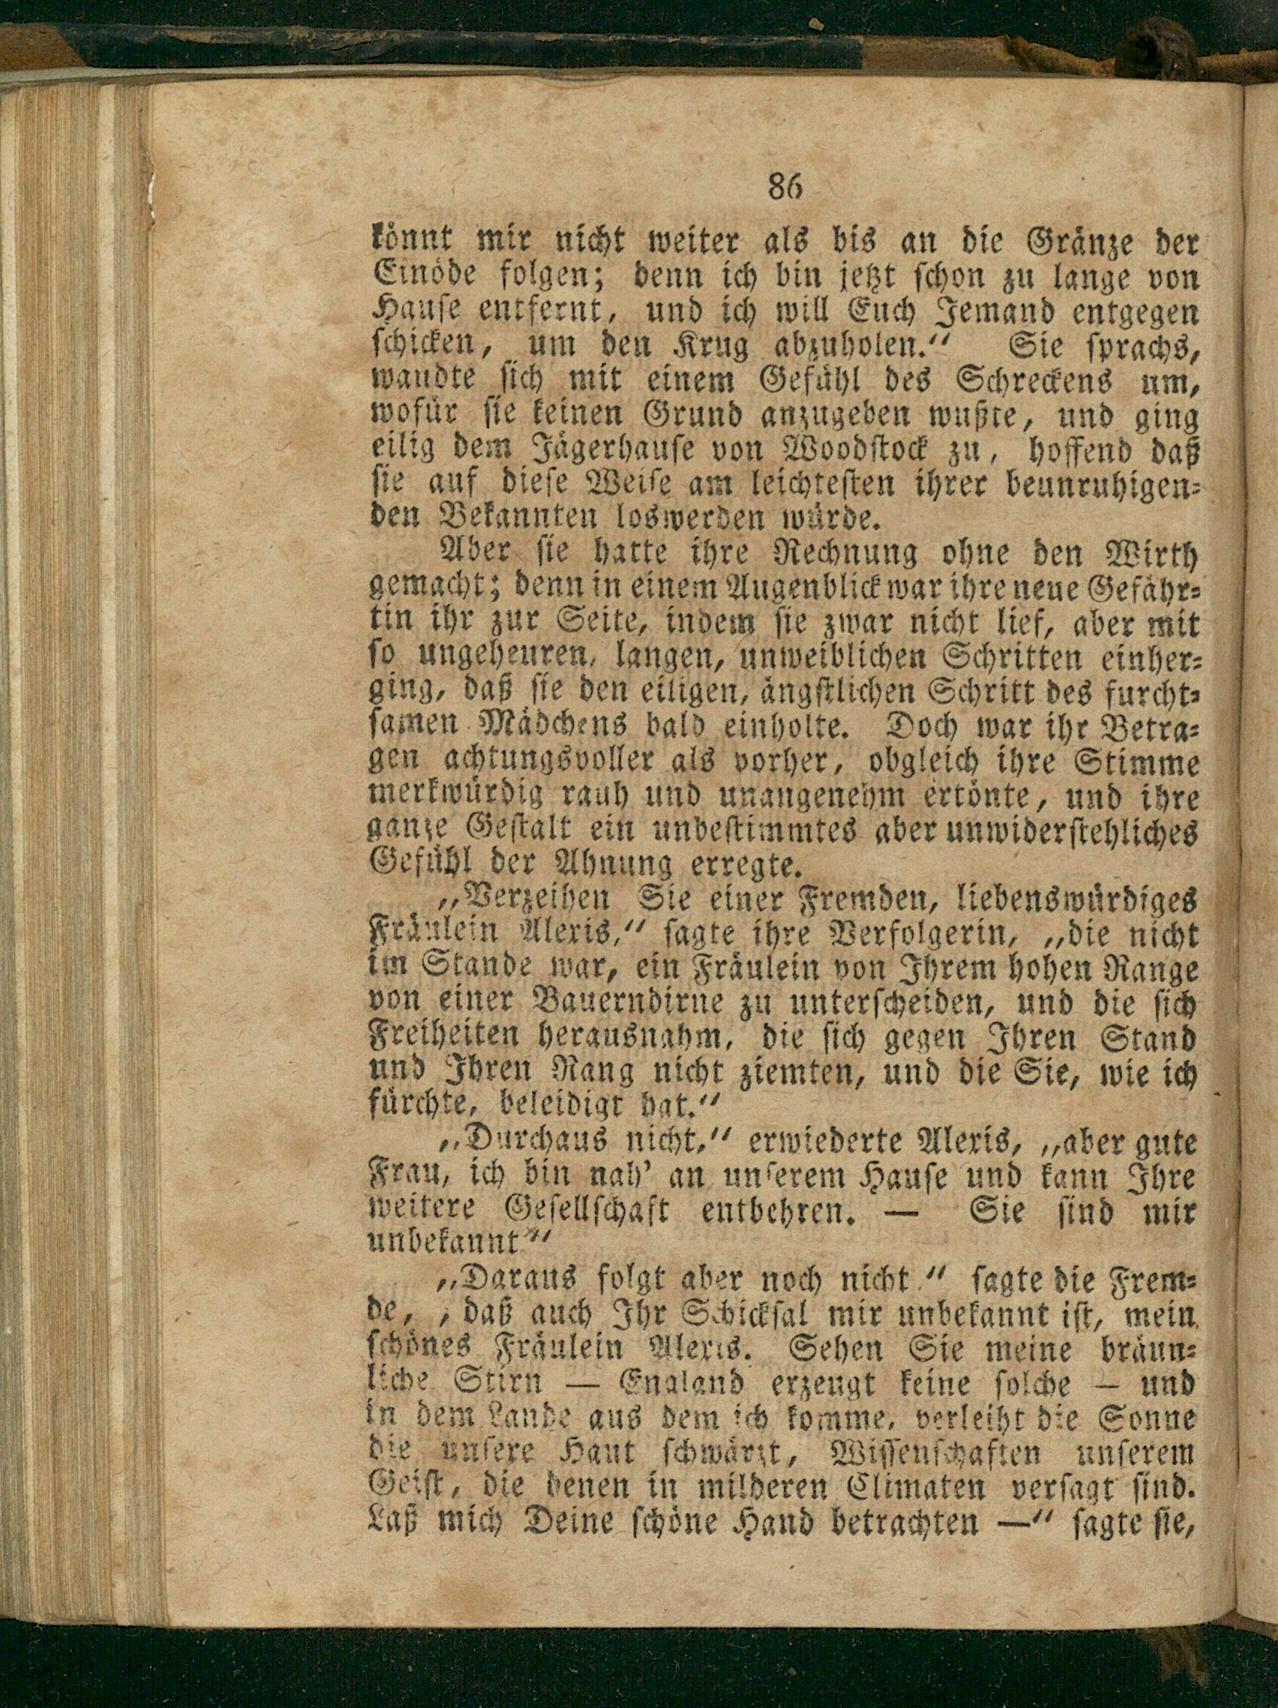 86
könnt mir nicht weiter als bis an die Gränze der
Einöde folgen; denn ich bin jetzt schon zu lange von
Hause entfernt, und ich will Euch Jemand entgegen
schicken, um den Krug abzuholen.“ Sie sprachs,
wandte sich mit einem Gefühl des Schreckens um,
wofür sie keinen Grund anzugeben wußte, und ging
eilig dem Jägerhause von Woodstock zu, hoffend daß
sie auf diese Weise am leichtesten ihrer beunruhigen-
den Bekannten loswerden würde.
Aber sie hatte ihre Rechnung ohne den Wirth
gemacht; denn in einem Augenblick war ihre neue Gefähr-
tin ihr zur Seite, indem sie zwar nicht lief, aber mit
so ungeheuren, langen, unweiblichen Schritten einher-
ging, daß sie den eiligen, ängstlichen Schritt des furcht-
samen Mädchens bald einholte. Doch war ihr Betra-
gen achtungsvoller als vorher, obgleich ihre Stimme
merkwürdig rauh und unangenehm ertönte, und ihre
ganze Gestalt ein unbestimmtes aber unwiderstehliches
Gefühl der Ahnung erregte.
„Verzeihen Sie einer Fremden, liebenswürdiges
Fräulein Alexis,“ sagte ihre Verfolgerin, „die nicht
im Stande war, ein Fräulein von Ihrem hohen Range
von einer Bauerndirne zu unterscheiden, und die sich
Freiheiten herausnahm, die sich gegen Ihren Stand
und Ihren Rang nicht ziemten, und die Sie, wie ich
fürchte, beleidigt hat.“
„Durchaus nicht,“ erwiederte Alexis, „aber gute
Frau, ich bin nah’ an unserem Hause und kann Ihre
weitere Gesellschaft entbehren. — Sie sind mir
unbekannt“
„Daraus folgt aber noch nicht“ sagte die Frem-
de, „daß auch Ihr Schicksal mir unbekannt ist, mein
schönes Fräulein Alexis. Sehen Sie meine bräun-
liche Stirn — England erzeugt keine solche — und
in dem Lande aus dem ich komme, verleiht die Sonne
die unsere Haut schwärzt, Wissenschaften unserem
Geist, die denen in milderen Climaten versagt sind.
Laß mich Deine schöne Hand betrachten —“ sagte sie,